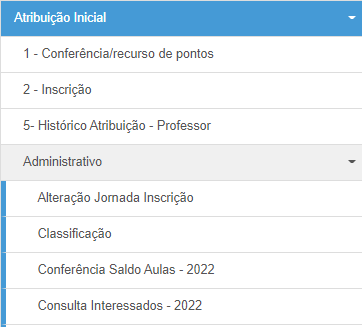 Atribuição Inicial
1 - Conferência/recurso de pontos
2 - Inscrição
5- Histórico Atribuição - Professor
Administrativo
Alteração Jornada Inscrição
Classificação
Conferência Saldo Aulas - 2022
Consulta Interessados - 2022